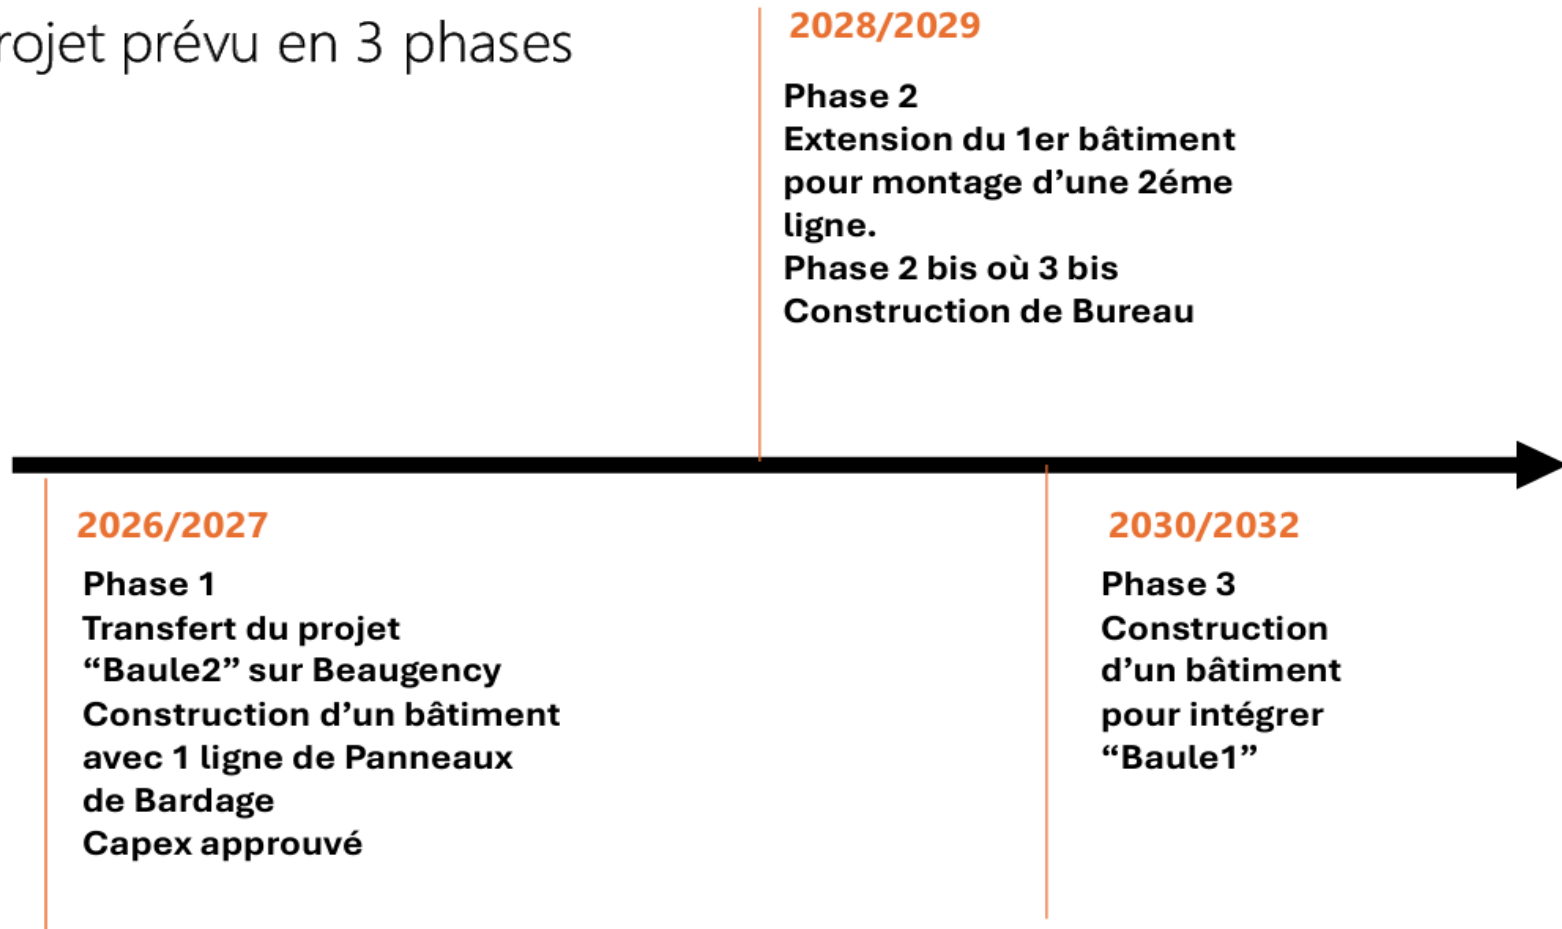 rojet prévu en 3 phases
2028/2029
Phase 2
Extension du 1er bâtiment
pour montage d’une 2éme
ligne.
Phase 2 bis où 3 bis
Construction de Bureau
2026/2027
Phase 1
Transfert du projet
“Baule2” sur Beaugency
Construction d’un bâtiment
avec 1 ligne de Panneaux
de Bardage
Capex approuvé
2030/2032
Phase 3
Construction
d’un bâtiment
pour intégrer
“Baule1”